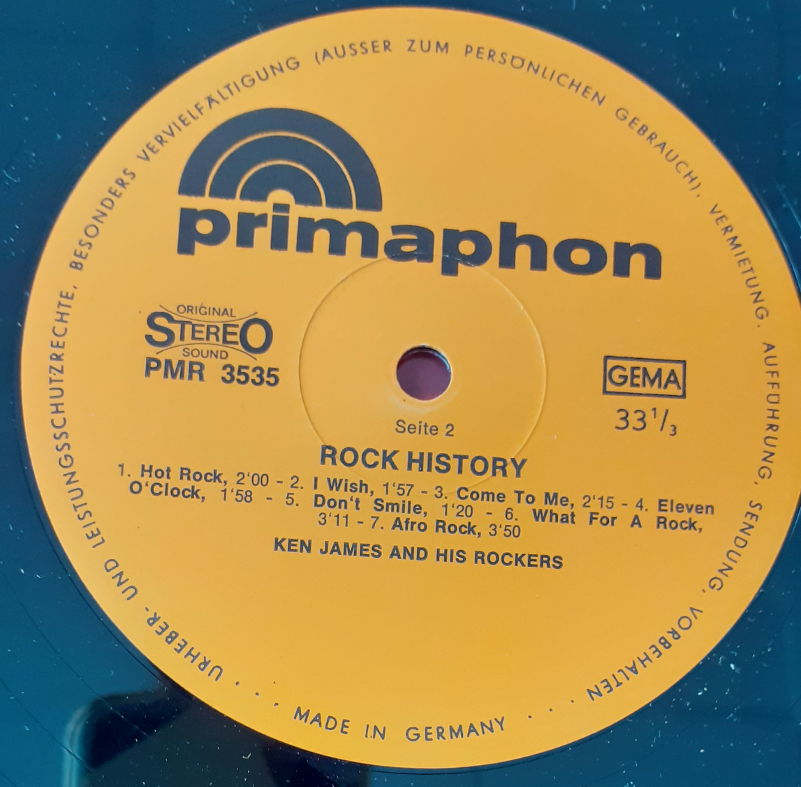 URHEBER- UND LEISTUNGSSCHUTZRECHTE, BESONDERS VERVIELFÄLTIGUNG (AUSSER ZUM PERSÖNLICHEN GEBRAUCH), VERMIETUNG, AUFFÜHRUNG, SENDUNG, VORBEHALTEN
primaphon
ORIGINAL
STEREO
SOUND
PMR 3535
GEMA
33 1/3
Seite 2
ROCK HISTORY
1. Hot Rock, 2'00 - 2. I Wish, 1'57 - 3. Come To Me, 2'15 - 4. Eleven
O'Clock, 1'58 - 5. Don't Smile, 1'20 - 6. What For A Rock,
3'11 - 7. Afro Rock, 3'50
KEN JAMES AND HIS ROCKERS
. . . MADE IN GERMANY . . . .